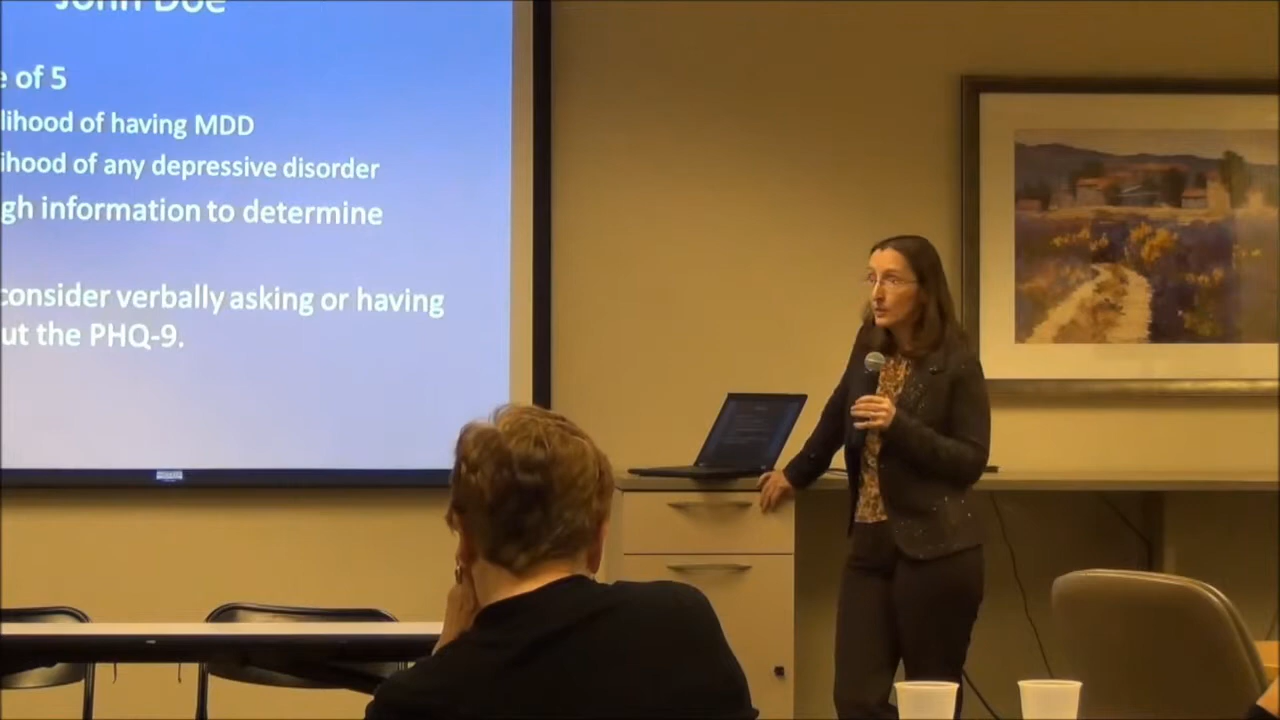 John Doe
e of 5
lihood of having MDD
ihood of any depressive disorder
gh information to determine
consider verbally asking or having
ut the PHQ-9.